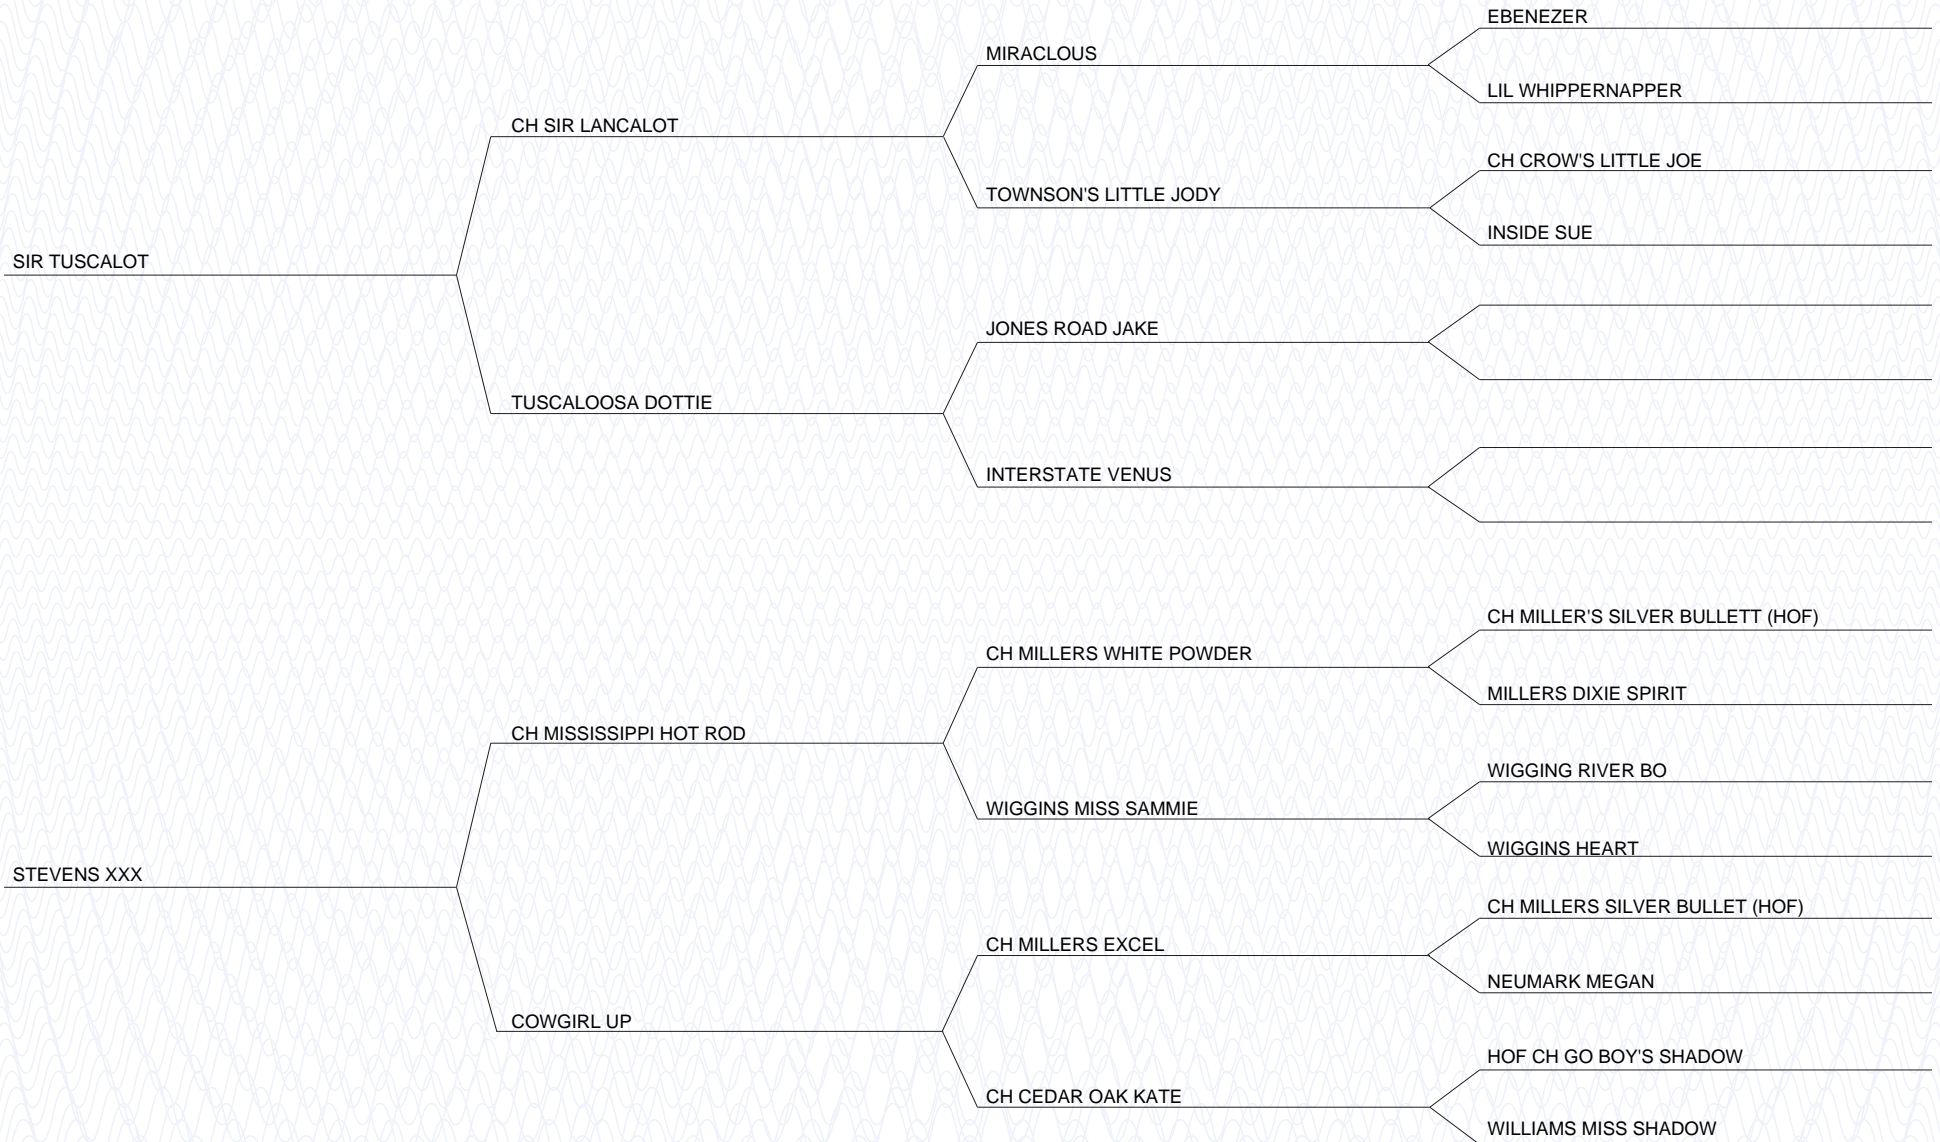 EBENEZER
MIRACLOUS
LIL WHIPPERNAPPER
CH SIR LANCALOT
CH CROW'S LITTLE JOE
TOWNSON'S LITTLE JODY
INSIDE SUE
SIR TUSCALOT
JONES ROAD JAKE
TUSCALOOSA DOTTIE
INTERSTATE VENUS
CH MILLER'S SILVER BULLETT (HOF)
CH MILLERS WHITE POWDER
MILLERS DIXIE SPIRIT
CH MISSISSIPPI HOT ROD
WIGGING RIVER BO
WIGGINS MISS SAMMIE
WIGGINS HEART
STEVENS XXX
CH MILLERS SILVER BULLET (HOF)
CH MILLERS EXCEL
NEUMARK MEGAN
COWGIRL UP
HOF CH GO BOY'S SHADOW
CH CEDAR OAK KATE
WILLIAMS MISS SHADOW